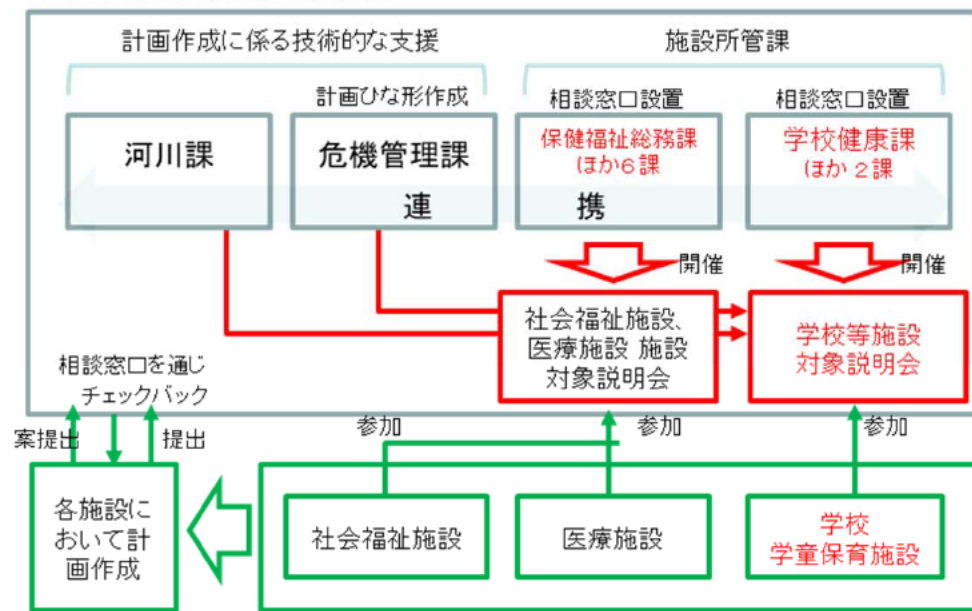 計画作成に係る技術的な支援
施設所管課
計画ひな形作成
相談窓口設置
相談窓口設置
河川課
危機管理課
保健福祉総務課
ほか6課
学校健康課
ほか2課
連
携
開催
開催
社会福祉施設、
医療施設 施設
対象説明会
学校等施設
対象説明会
相談窓口を通じ
チェックバック
案提出
提出
参加
参加
参加
各施設に
おいて計
画作成
社会福祉施設
医療施設
学校
学童保育施設